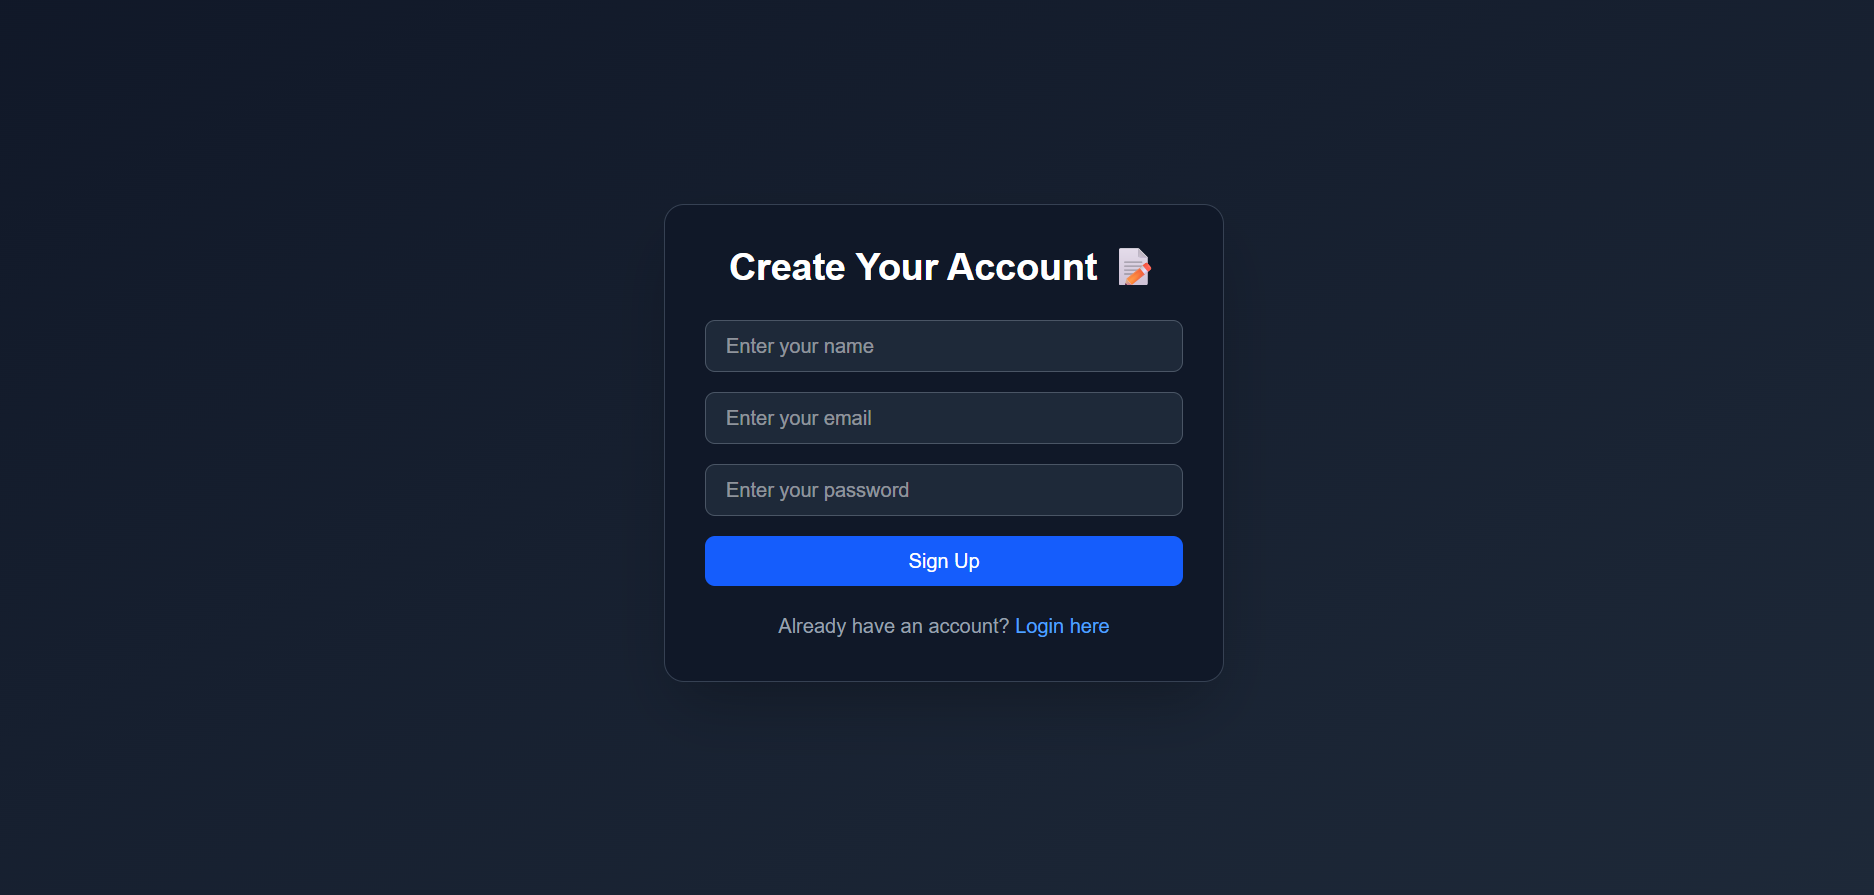 Create Your Account 📝
Enter your name
Enter your email
Enter your password
Sign Up
Already have an account? Login here